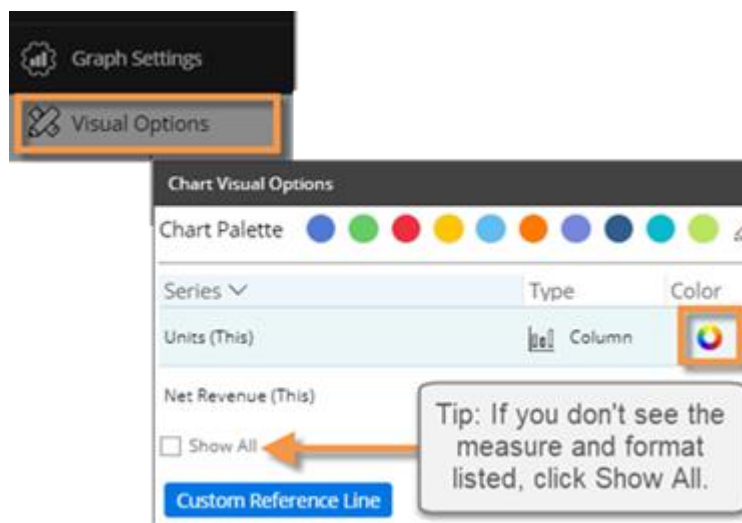 Graph Settings
Visual Options
Chart Visual Options
Chart Palette
Series Type Color
Units (This) Column
Net Revenue (This)
Show All
Tip: If you don't see the
measure and format
listed, click Show All.
Custom Reference Line